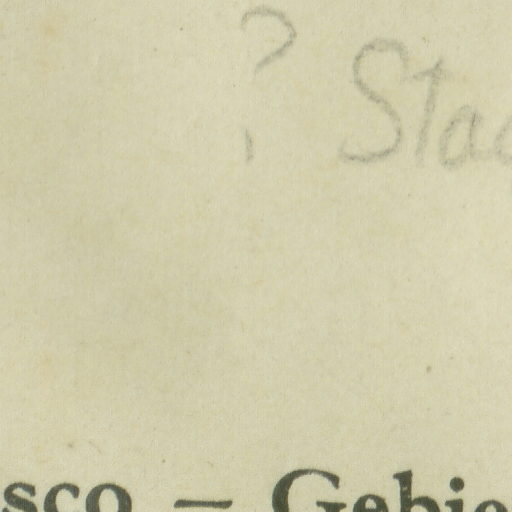 ? Sta
sco — Gebie